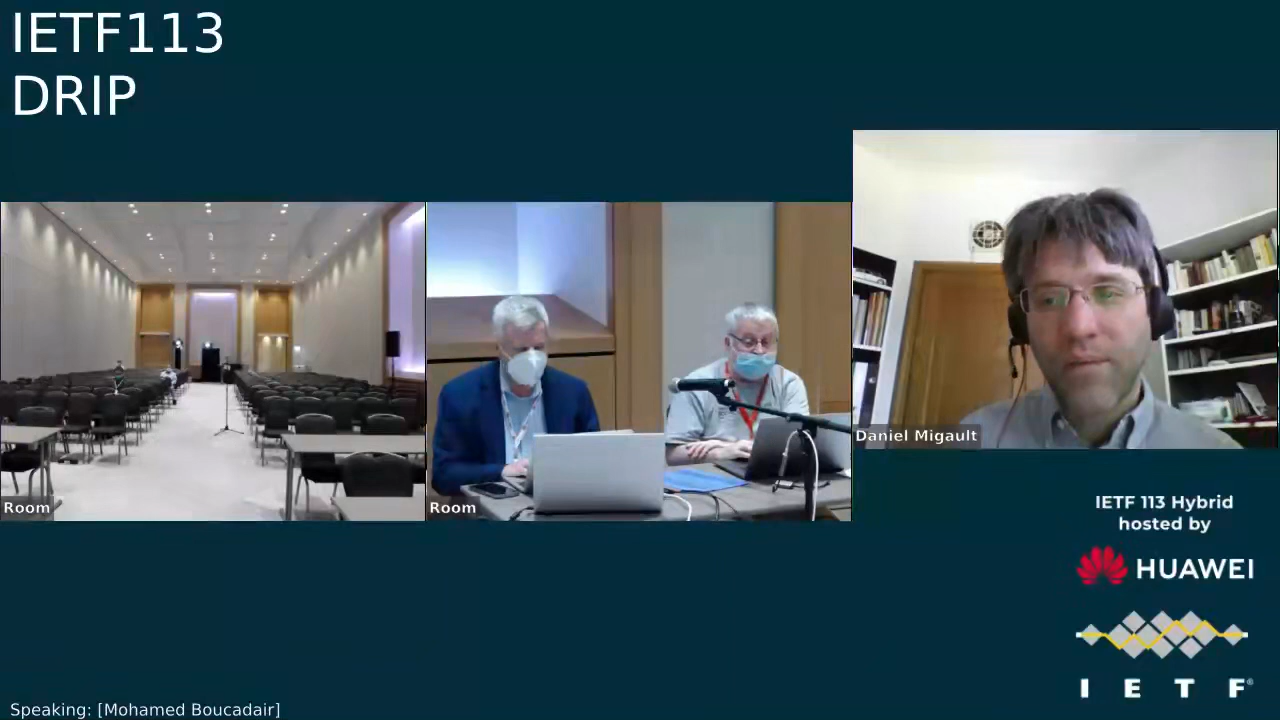 IETF113
DRIP
Room
Room
Daniel Migault
IETF 113 Hybrid
hosted by
HUAWEI
I E T F®
Speaking: [Mohamed Boucadair]